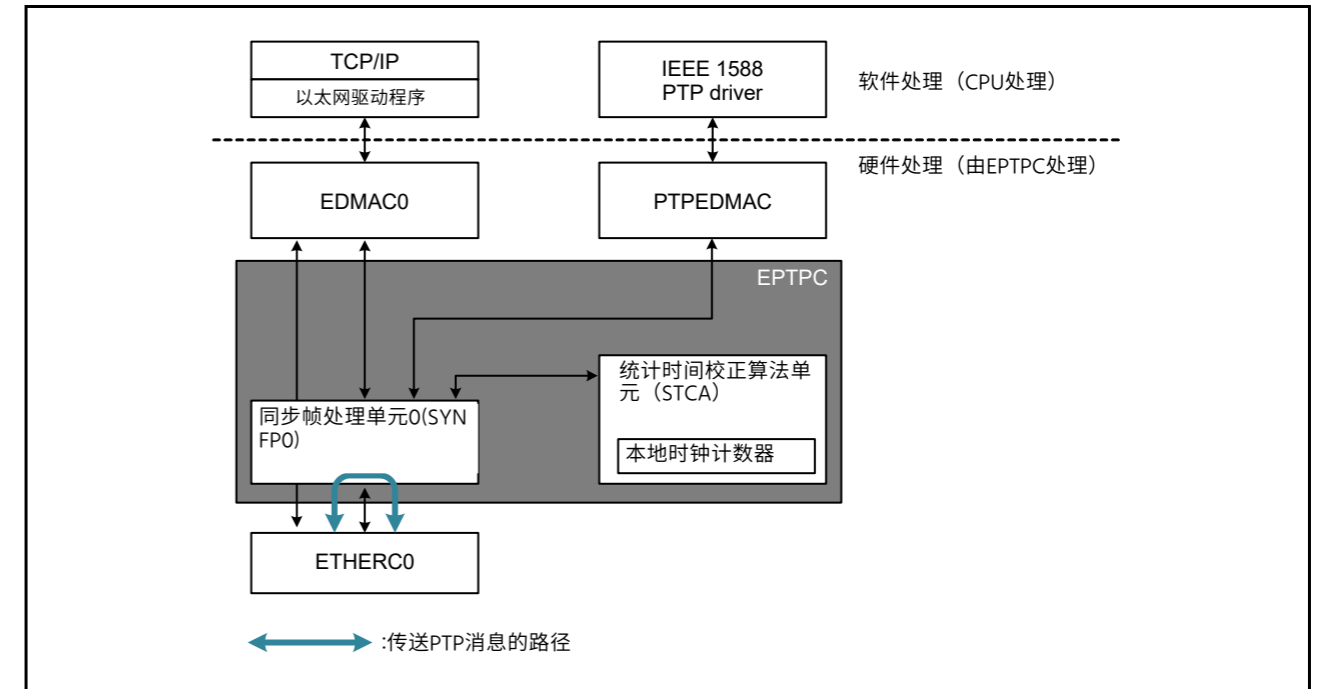 TCP/IP
以太网驱动程序
IEEE 1588
PTP driver
软件处理（CPU处理）
硬件处理（由EPTPC处理）
EDMAC0
PTPEDMAC
EPTPC
统计时间校正算法单
元（STCA）
同步帧处理单元0(SYN
FP0)
本地时钟计数器
ETHERC0
:传送PTP消息的路径